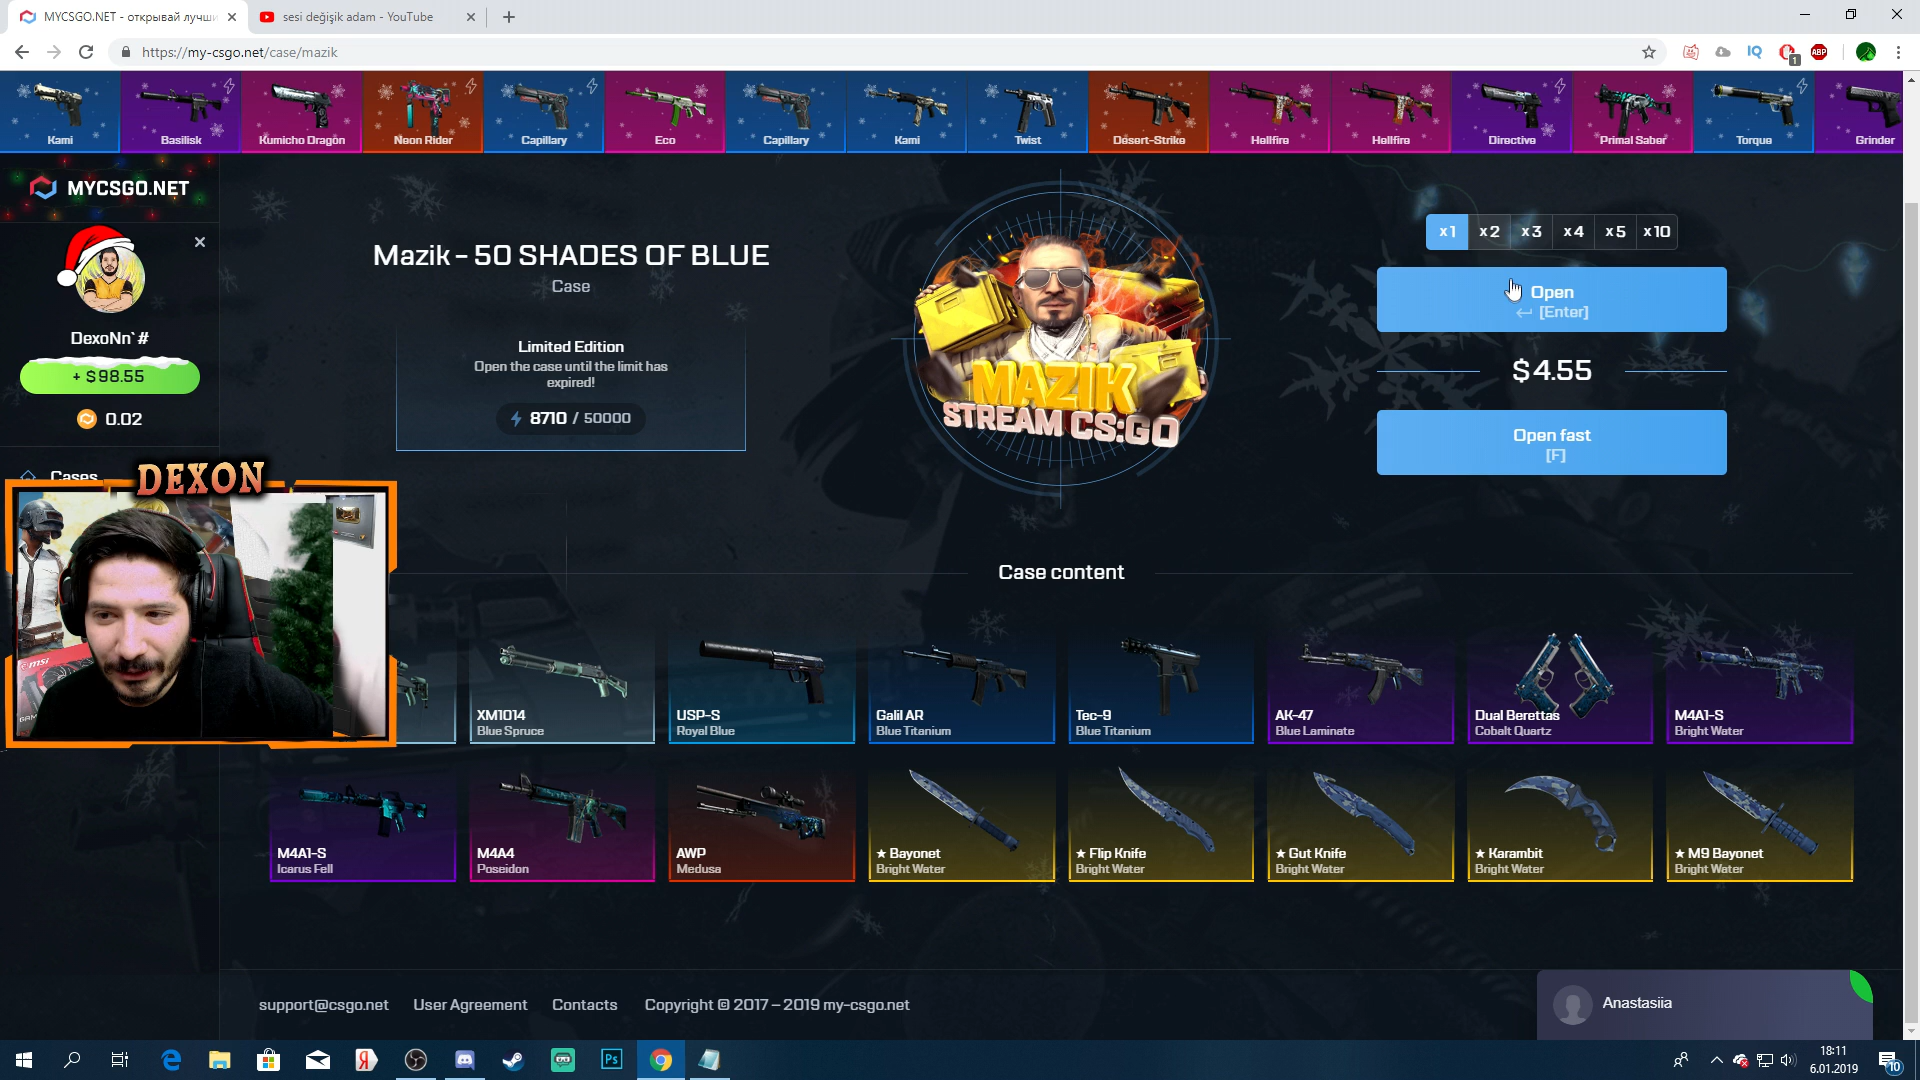 MYCSGO.NET - открывай лучши
sesi değişik adam - YouTube
https://my-csgo.net/case/mazik
IQ
1
ABP
Kami
Basilisk
Kumicho Dragon
Neon Rider
Capillary
Eco
Capillary
Kami
Twist
Desert-Strike
Hellfire
Hellfire
Directive
Primal Saber
Torque
Grinder
MYCSGO.NET
DexoNn`#
+ $98.55
0.02
Cases
DEXON
msi
Mazik - 50 SHADES OF BLUE
Case
Limited Edition
Open the case until the limit has
expired!
8710 / 50000
MAZIK
STREAM CS:GO
x1 x2 x3 x4 x5 x10
Open
[Enter]
$4.55
Open fast
[F]
Case content
XM1014
Blue Spruce
USP-S
Royal Blue
Galil AR
Blue Titanium
Tec-9
Blue Titanium
AK-47
Blue Laminate
Dual Berettas
Cobalt Quartz
M4A1-S
Bright Water
M4A1-S
Icarus Fell
M4A4
Poseidon
AWP
Medusa
★ Bayonet
Bright Water
★ Flip Knife
Bright Water
★ Gut Knife
Bright Water
★ Karambit
Bright Water
★ M9 Bayonet
Bright Water
support@csgo.net User Agreement Contacts Copyright © 2017 – 2019 my-csgo.net
Anastasiia
Я
Ps
18:11
6.01.2019
10